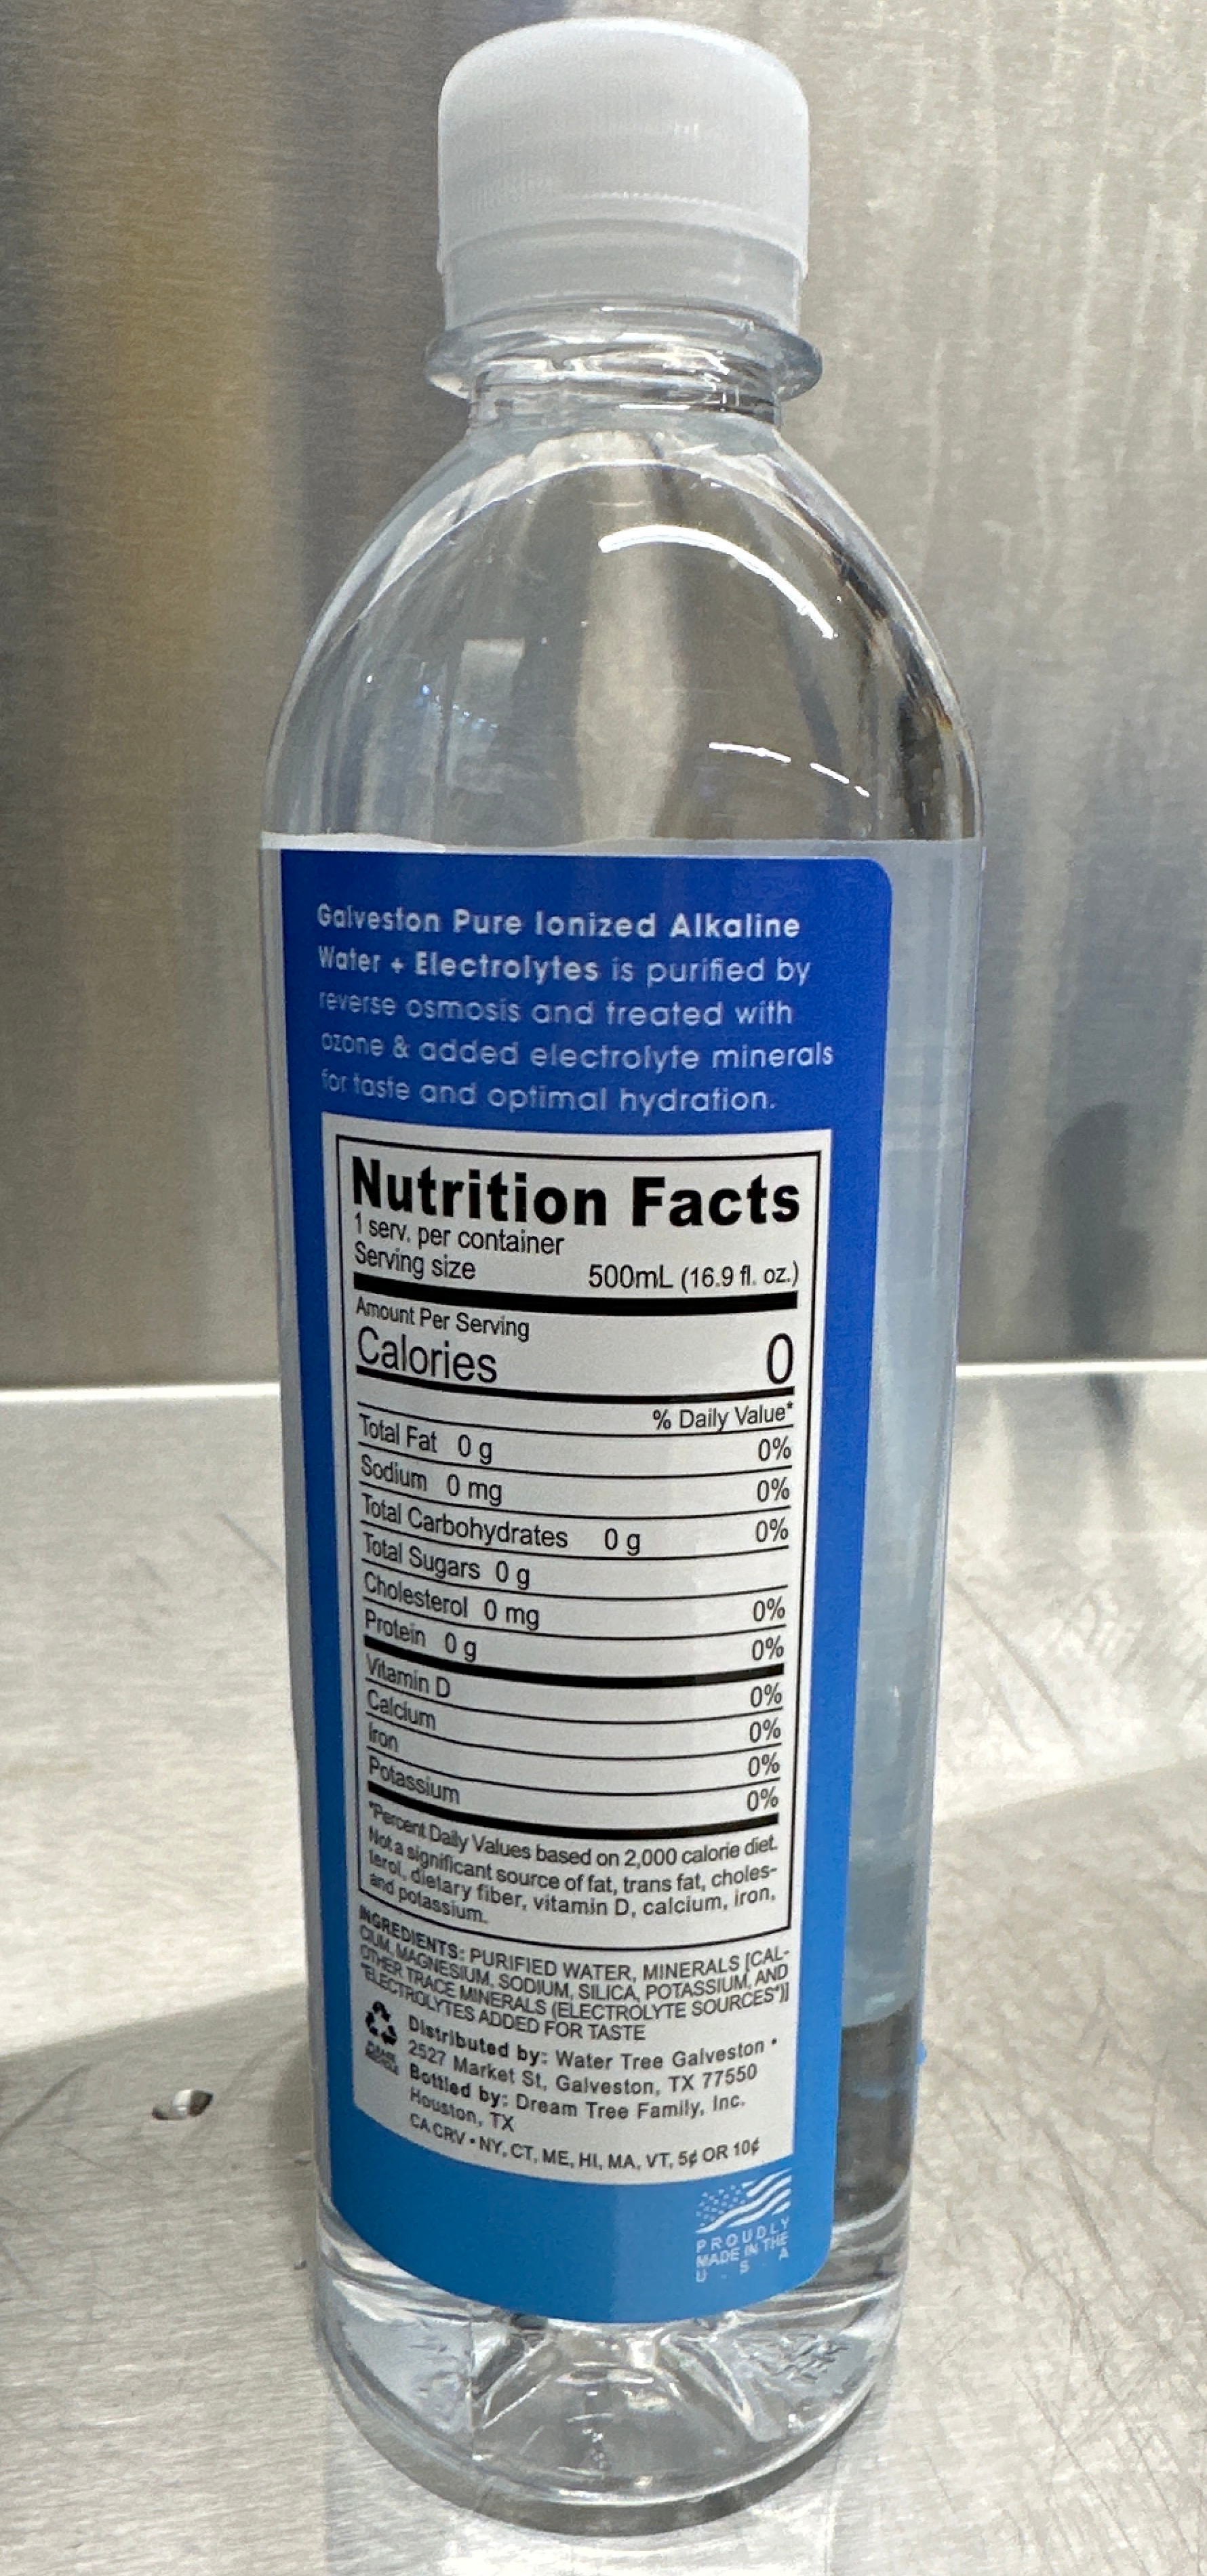 Galveston Pure Ionized Alkaline
Water + Electrolytes is purified by
reverse osmosis and treated with
ozone & added electrolyte minerals
for taste and optimal hydration.
Nutrition Facts
1 serv. per container
Serving size 500mL (16.9 fl. oz.)
Amount Per Serving
Calories 0
% Daily Value*
Total Fat 0 g 0%
Sodium 0 mg 0%
Total Carbohydrates 0 g 0%
Total Sugars 0 g
Cholesterol 0 mg 0%
Protein 0 g 0%
Vitamin D 0%
Calcium 0%
Iron 0%
Potassium 0%
*Percent Daily Values based on 2,000 calorie diet.
Not a significant source of fat, trans fat, choles-
terol, dietary fiber, vitamin D, calcium, iron,
and potassium.
INGREDIENTS: PURIFIED WATER, MINERALS [CAL-
CIUM, MAGNESIUM, SODIUM, SILICA, POTASSIUM, AND
OTHER TRACE MINERALS (ELECTROLYTE SOURCES*)]
*ELECTROLYTES ADDED FOR TASTE
PLEASE
RECYCLE
Distributed by: Water Tree Galveston •
2527 Market St, Galveston, TX 77550
Bottled by: Dream Tree Family, Inc.
Houston, TX
CA CRV • NY, CT, ME, HI, MA, VT, 5¢ OR 10¢
PROUDLY
MADE IN THE
U . S . A